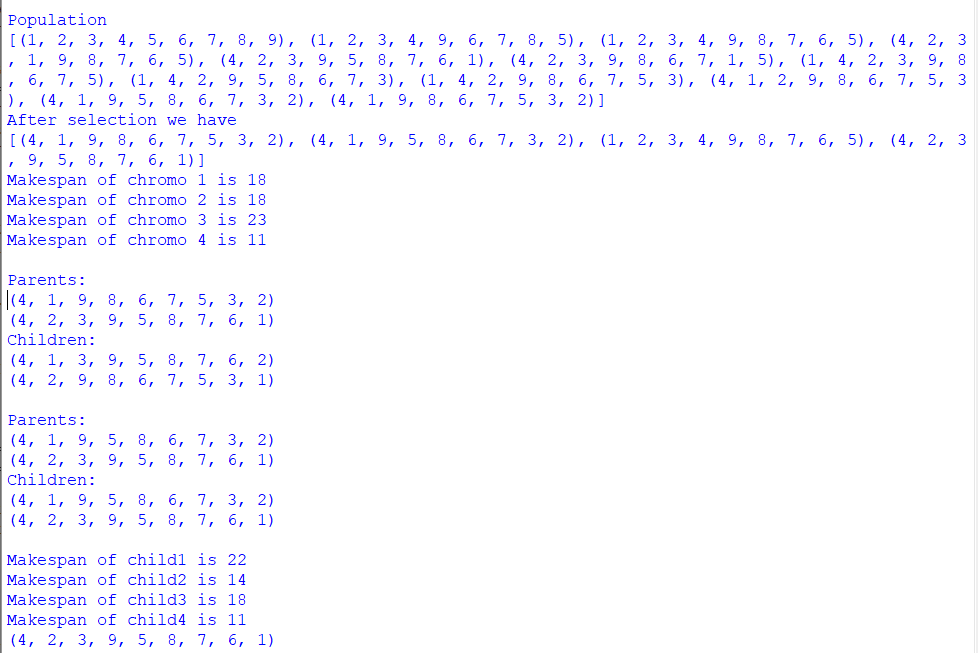 Population
[(1, 2, 3, 4, 5, 6, 7, 8, 9), (1, 2, 3, 4, 9, 6, 7, 8, 5), (1, 2, 3, 4, 9, 8, 7, 6, 5), (4, 2, 3
, 1, 9, 8, 7, 6, 5), (4, 2, 3, 9, 5, 8, 7, 6, 1), (4, 2, 3, 9, 8, 6, 7, 1, 5), (1, 4, 2, 3, 9, 8
, 6, 7, 5), (1, 4, 2, 9, 5, 8, 6, 7, 3), (1, 4, 2, 9, 8, 6, 7, 5, 3), (4, 1, 2, 9, 8, 6, 7, 5, 3
), (4, 1, 9, 5, 8, 6, 7, 3, 2), (4, 1, 9, 8, 6, 7, 5, 3, 2)]
After selection we have
[(4, 1, 9, 8, 6, 7, 5, 3, 2), (4, 1, 9, 5, 8, 6, 7, 3, 2), (1, 2, 3, 4, 9, 8, 7, 6, 5), (4, 2, 3
, 9, 5, 8, 7, 6, 1)]
Makespan of chromo 1 is 18
Makespan of chromo 2 is 18
Makespan of chromo 3 is 23
Makespan of chromo 4 is 11
Parents:
(4, 1, 9, 8, 6, 7, 5, 3, 2)
(4, 2, 3, 9, 5, 8, 7, 6, 1)
Children:
(4, 1, 3, 9, 5, 8, 7, 6, 2)
(4, 2, 9, 8, 6, 7, 5, 3, 1)
Parents:
(4, 1, 9, 5, 8, 6, 7, 3, 2)
(4, 2, 3, 9, 5, 8, 7, 6, 1)
Children:
(4, 1, 9, 5, 8, 6, 7, 3, 2)
(4, 2, 3, 9, 5, 8, 7, 6, 1)
Makespan of child1 is 22
Makespan of child2 is 14
Makespan of child3 is 18
Makespan of child4 is 11
(4, 2, 3, 9, 5, 8, 7, 6, 1)